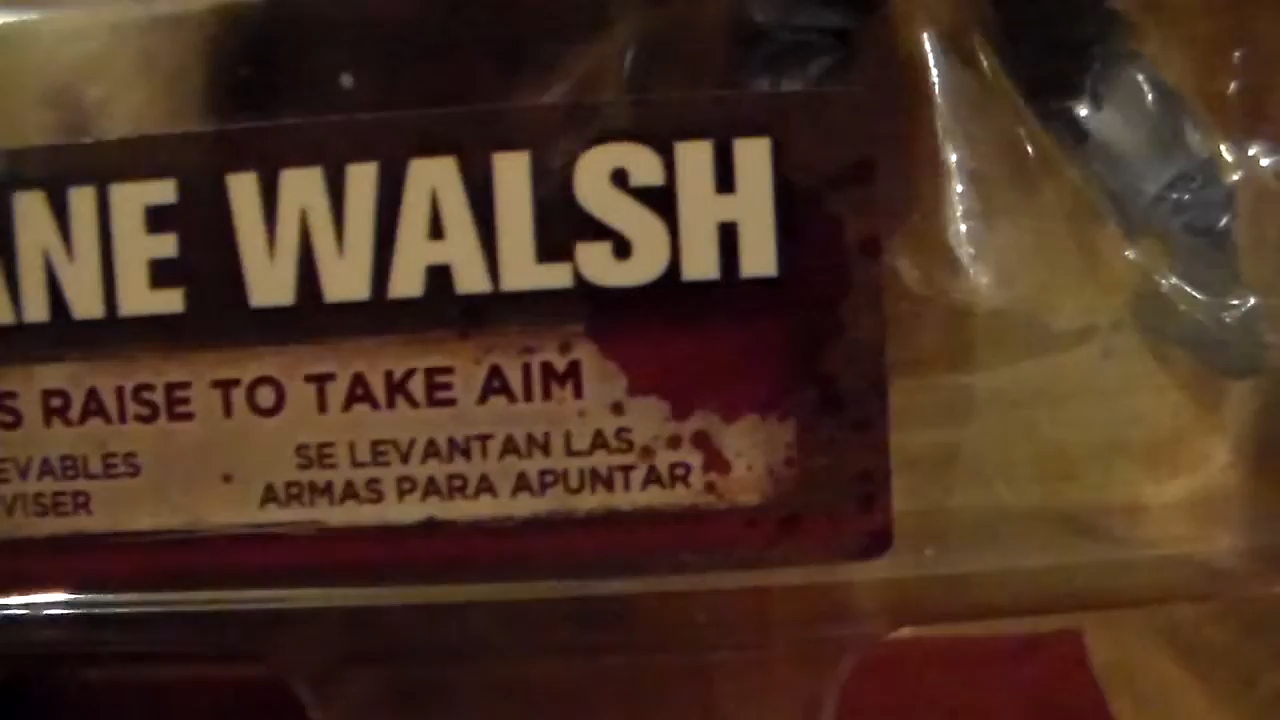 ANE WALSH
S RAISE TO TAKE AIM
EVABLES
VISER
SE LEVANTAN LAS
ARMAS PARA APUNTAR